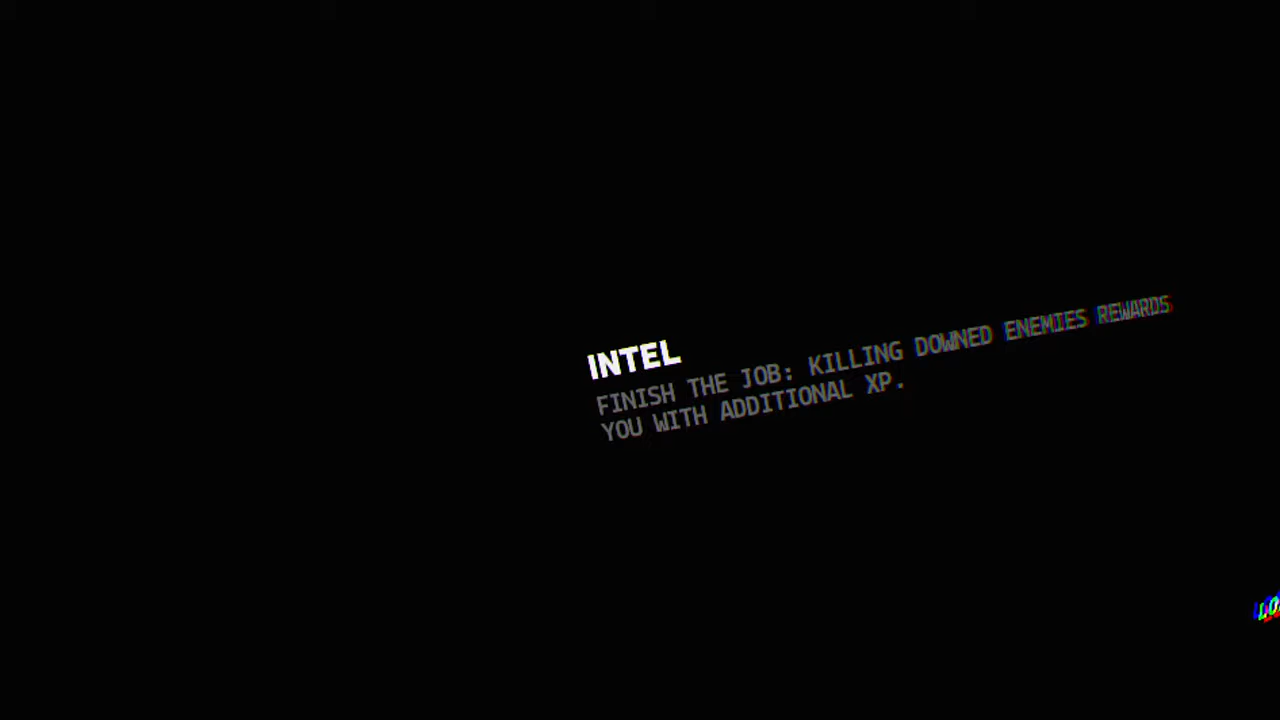 INTEL
FINISH THE JOB: KILLING DOWNED ENEMIES REWARDS
YOU WITH ADDITIONAL XP.